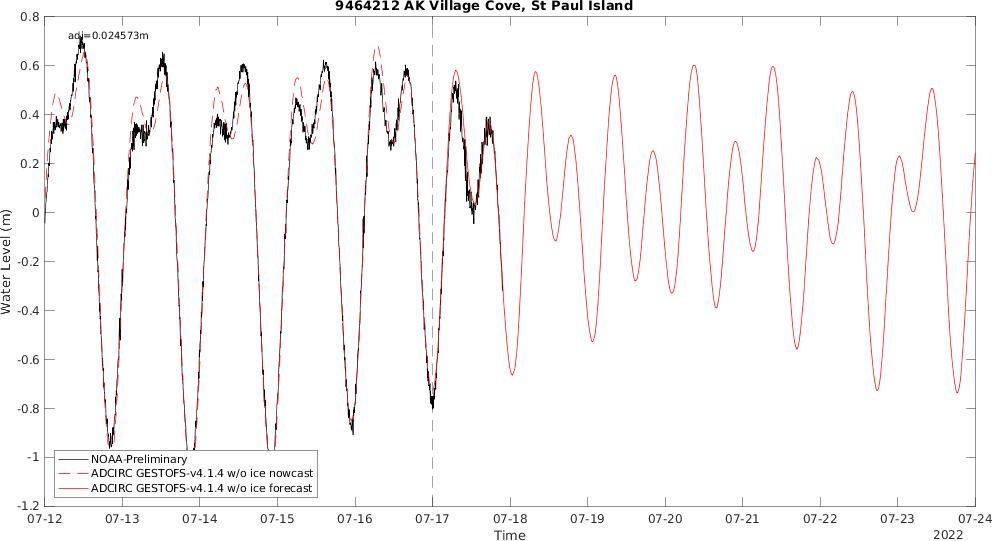 9464212 AK Village Cove, St Paul Island
adj=0.024573m
0.8
0.6
0.4
0.2
0
-0.2
-0.4
-0.6
-0.8
-1
-1.2
Water Level (m)
NOAA-Preliminary
ADCIRC GESTOFS-v4.1.4 w/o ice nowcast
ADCIRC GESTOFS-v4.1.4 w/o ice forecast
07-12 07-13 07-14 07-15 07-16 07-17 07-18 07-19 07-20 07-21 07-22 07-23 07-24
Time
2022